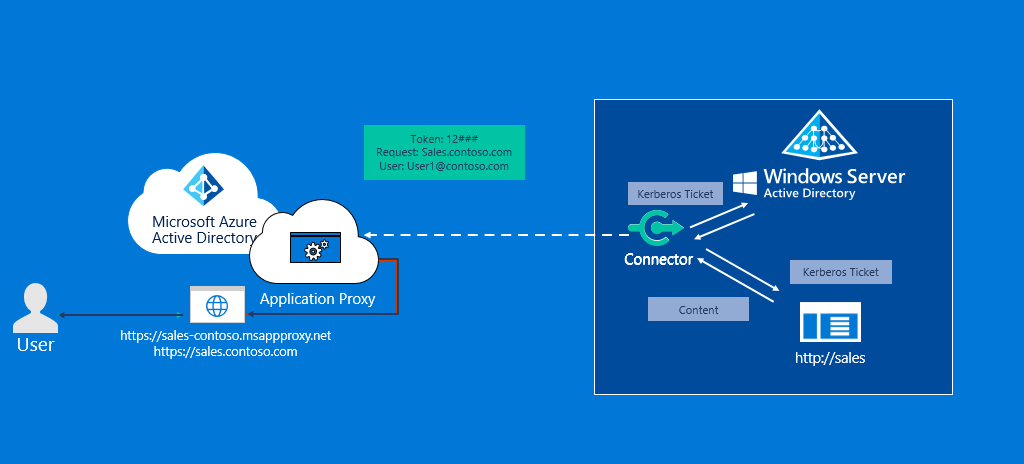 Token: 12###
Request: Sales.contoso.com
User: User1@contoso.com
Microsoft Azure
Active Directory
Application Proxy
User
https://sales-contoso.msappproxy.net
https://sales.contoso.com
Windows Server
Active Directory
Kerberos Ticket
Connector
Kerberos Ticket
Content
http://sales